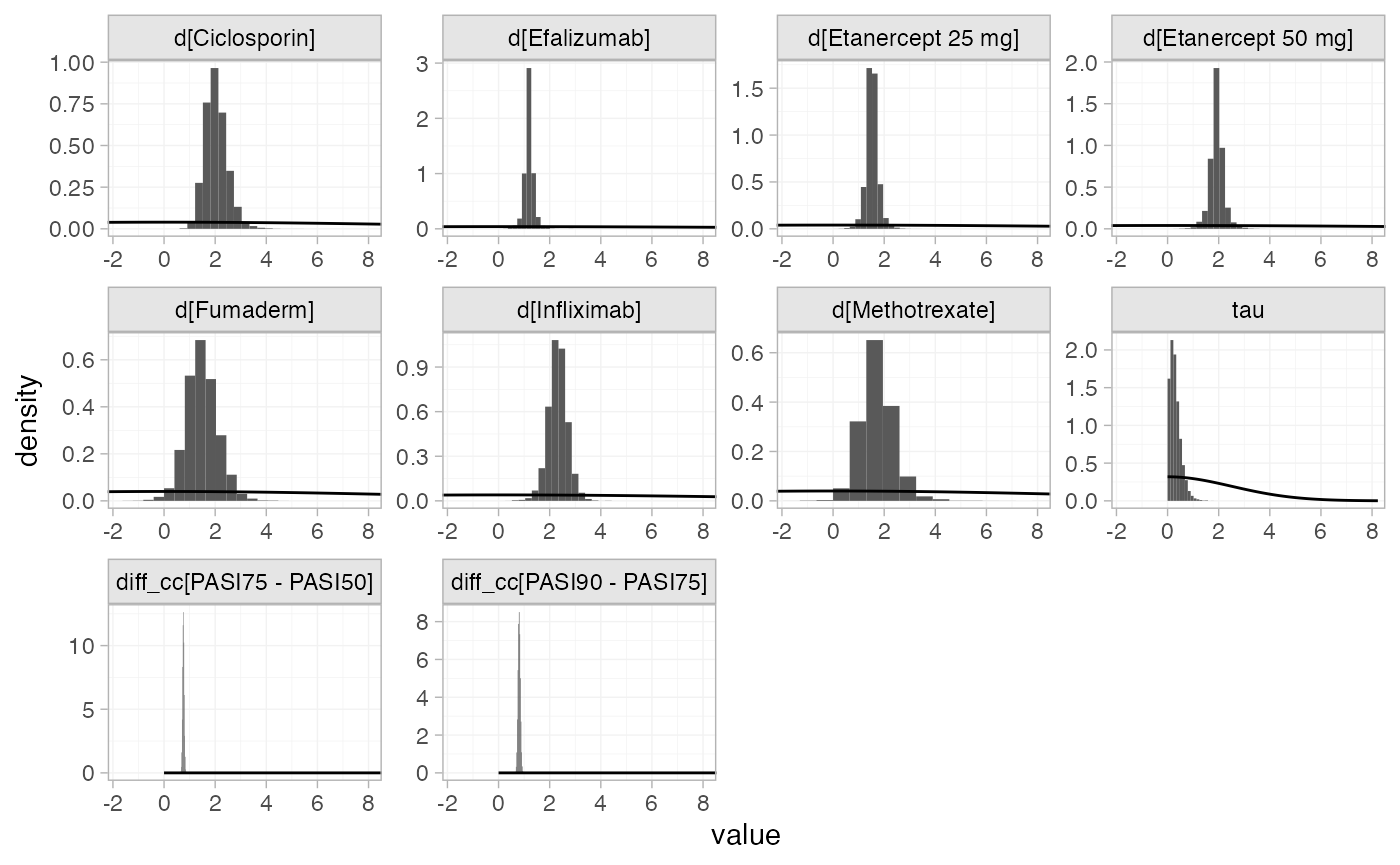 d[Ciclosporin] d[Efalizumab] d[Etanercept 25 mg] d[Etanercept 50 mg]
1.00 3 1.5 2.0
0.75 2 1.0 1.5
0.50 1 0.5 1.0
0.25 0 0.0 0.5
0.00 0.0
-2 0 2 4 6 8 -2 0 2 4 6 8 -2 0 2 4 6 8 -2 0 2 4 6 8
d[Fumaderm] d[Infliximab] d[Methotrexate] tau
0.6 0.9 0.6 2.0
0.4 0.6 0.4 1.5
0.2 0.3 0.2 1.0
0.0 0.0 0.0 0.5
0.0
-2 0 2 4 6 8 -2 0 2 4 6 8 -2 0 2 4 6 8 -2 0 2 4 6 8
density
diff_cc[PASI75 - PASI50] diff_cc[PASI90 - PASI75]
10 8
5 6
0 4
2
0
-2 0 2 4 6 8 -2 0 2 4 6 8
value